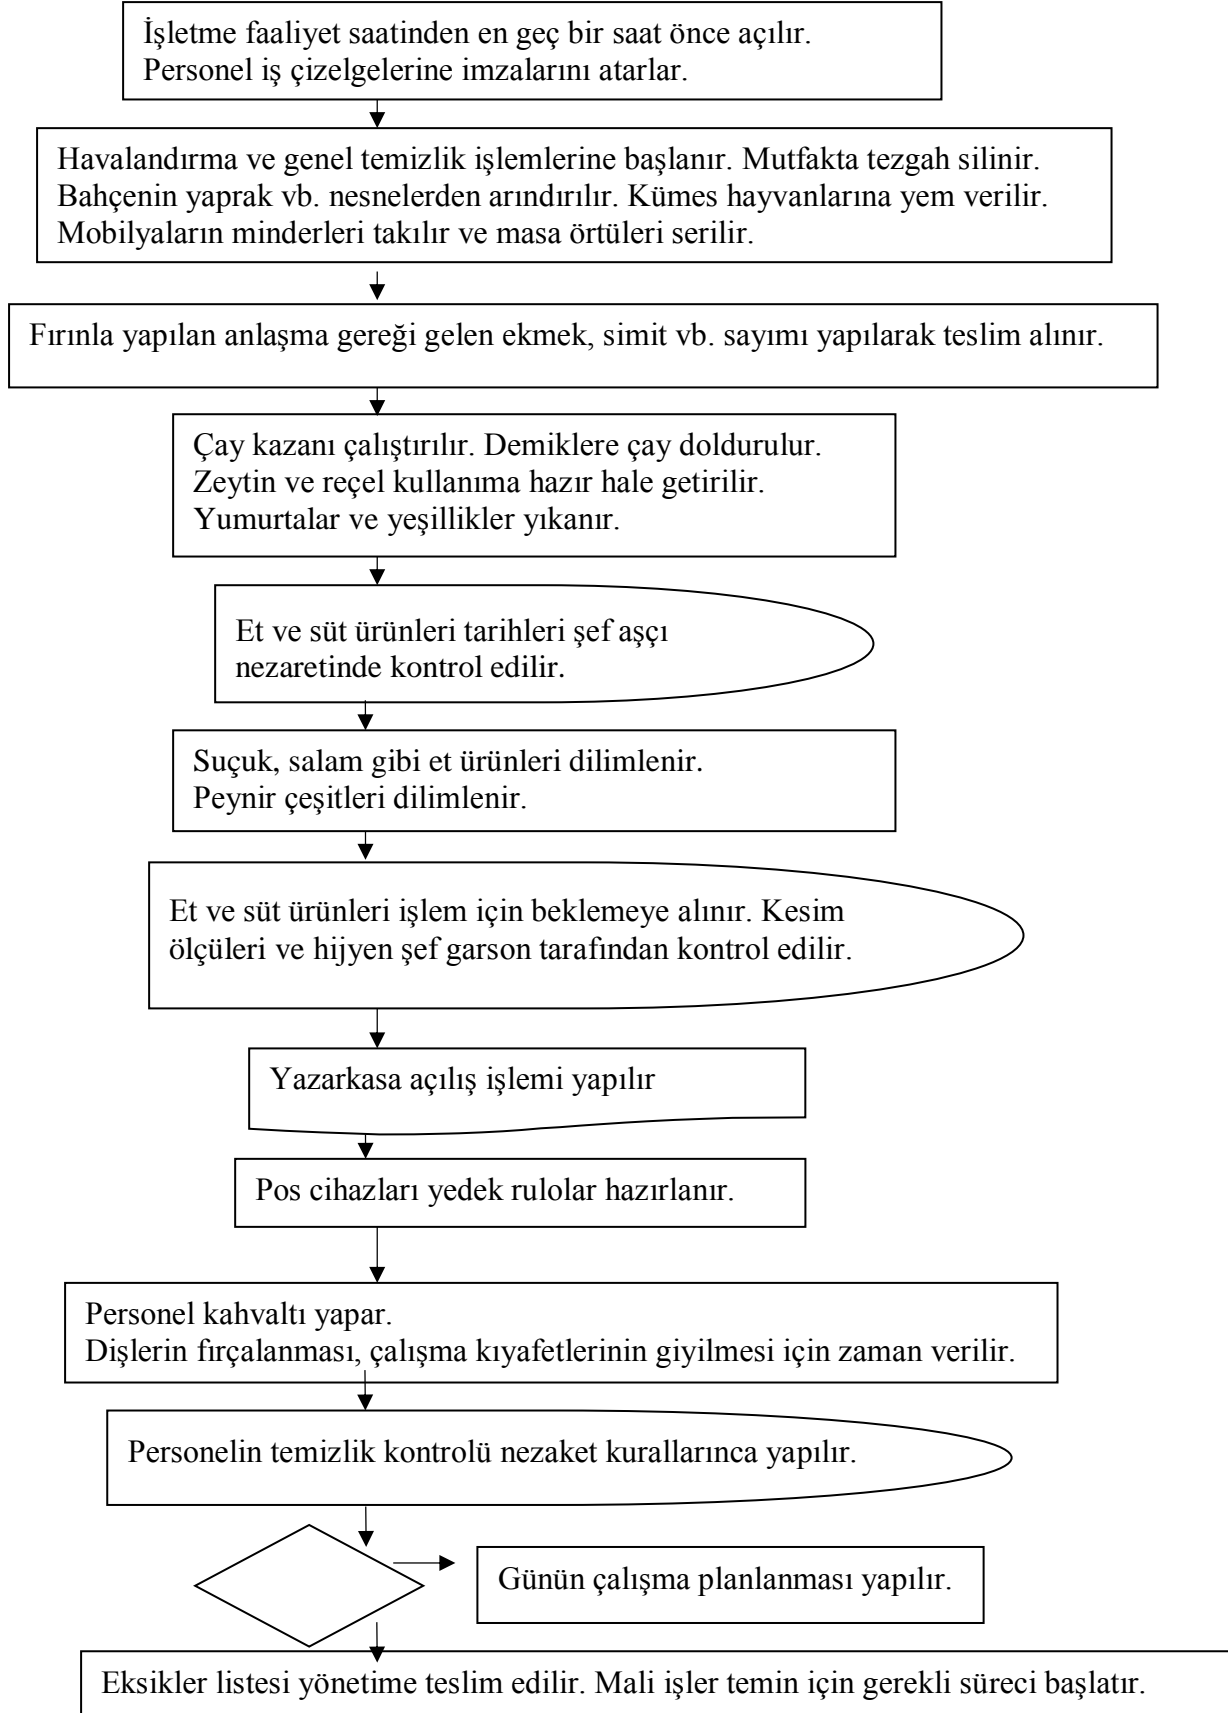 İşletme faaliyet saatinden en geç bir saat önce açılır.
Personel iş çizelgelerine imzalarını atarlar.
Havalandırma ve genel temizlik işlemlerine başlanır. Mutfakta tezgah silinir.
Bahçenin yaprak vb. nesnelerden arındırılır. Kümes hayvanlarına yem verilir.
Mobilyaların minderleri takılır ve masa örtüleri serilir.
Fırınla yapılan anlaşma gereği gelen ekmek, simit vb. sayımı yapılarak teslim alınır.
Çay kazanı çalıştırılır. Demiklere çay doldurulur.
Zeytin ve reçel kullanıma hazır hale getirilir.
Yumurtalar ve yeşillikler yıkanır.
Et ve süt ürünleri tarihleri şef aşçı
nezaretinde kontrol edilir.
Suçuk, salam gibi et ürünleri dilimlenir.
Peynir çeşitleri dilimlenir.
Et ve süt ürünleri işlem için beklemeye alınır. Kesim
ölçüleri ve hijyen şef garson tarafından kontrol edilir.
Yazarkasa açılış işlemi yapılır
Pos cihazları yedek rulolar hazırlanır.
Personel kahvaltı yapar.
Dişlerin fırçalanması, çalışma kıyafetlerinin giyilmesi için zaman verilir.
Personelin temizlik kontrolü nezaket kurallarınca yapılır.
Günün çalışma planlanması yapılır.
Eksikler listesi yönetime teslim edilir. Mali işler temin için gerekli süreci başlatır.